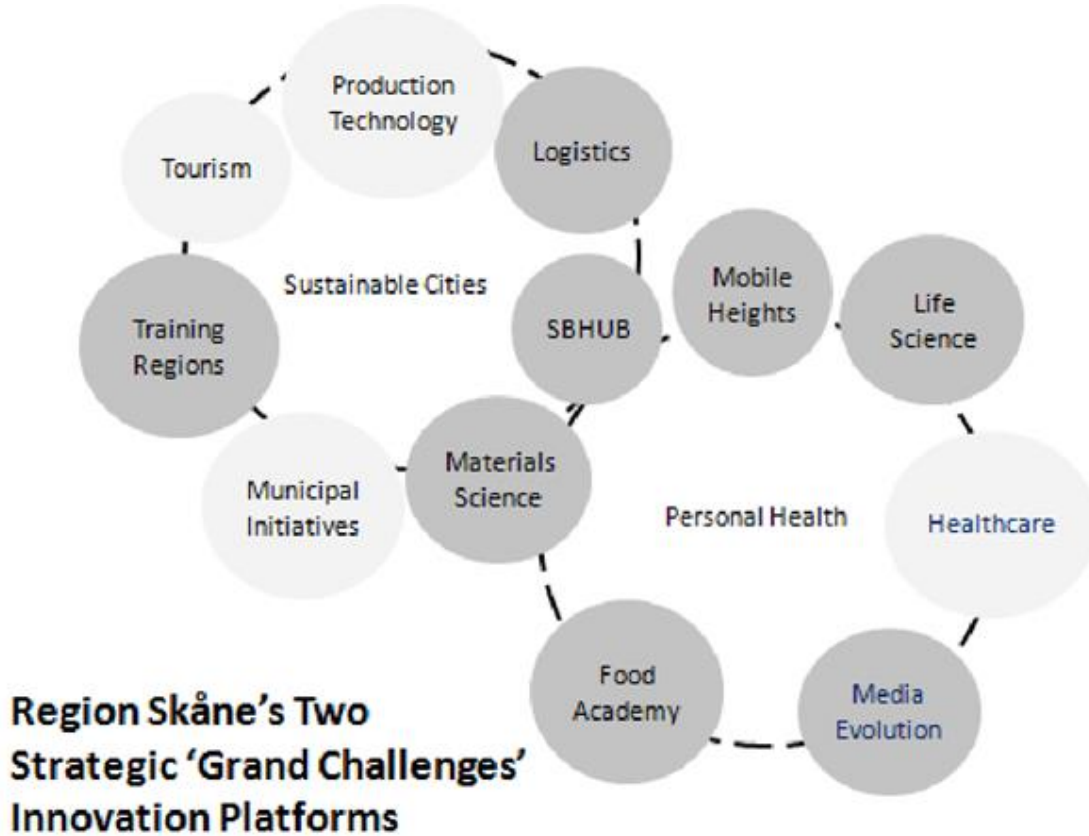 Production
Technology
Logistics
Tourism
Sustainable Cities
Mobile
Heights
Life
Science
SBHUB
Training
Regions
Materials
Science
Municipal
Initiatives
Personal Health
Healthcare
Food
Academy
Media
Evolution
Region Skåne's Two
Strategic ‘Grand Challenges’
Innovation Platforms